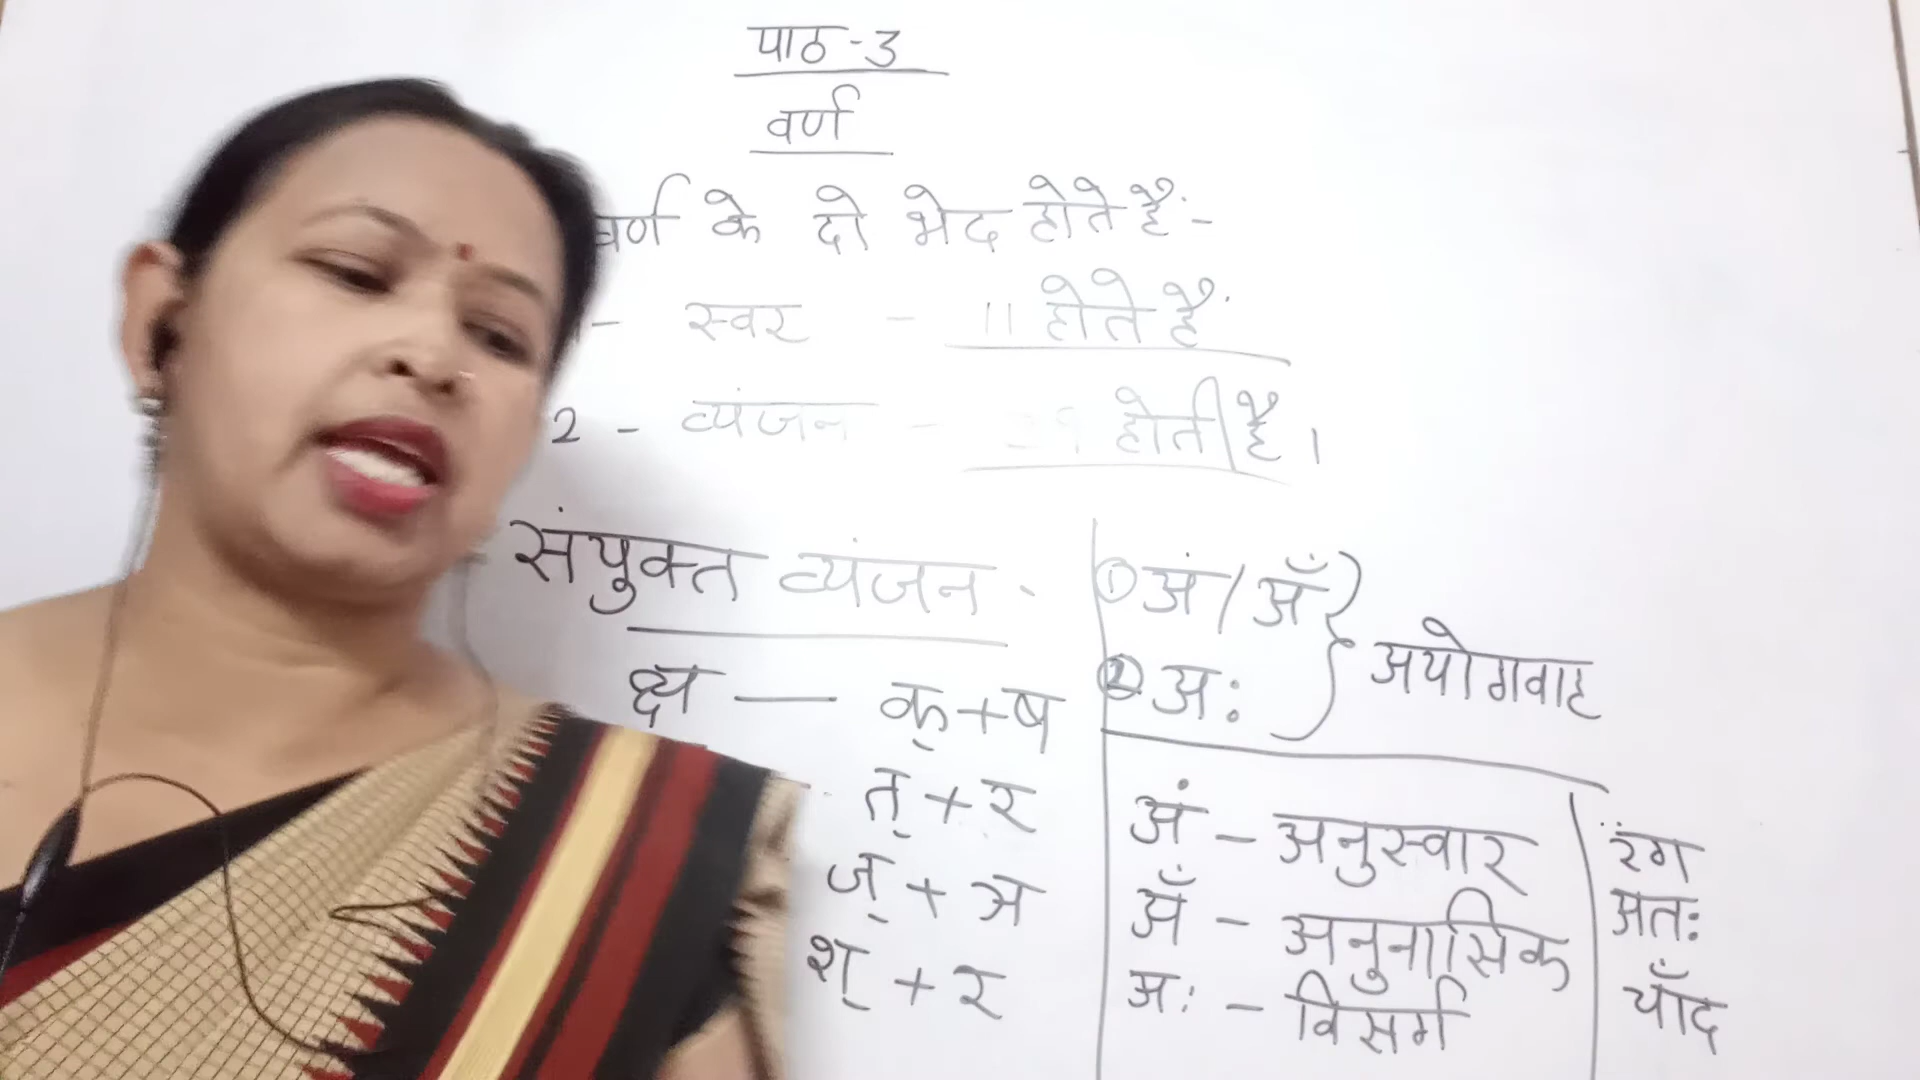 पाठ-3
वर्ण
वर्ण के दो भेद होते हैं:-
- स्वर - 11 होते हैं
2 - व्यंजन - होती है।
संयुक्त व्यंजन -
क्ष — क्+ष
त्+र
ज्+ञ
श्+र
① अं / अँ
② अः
अयोगवाह
अं - अनुस्वार
अँ - अनुनासिक
अः - विसर्ग
रंग
अतः
चाँद